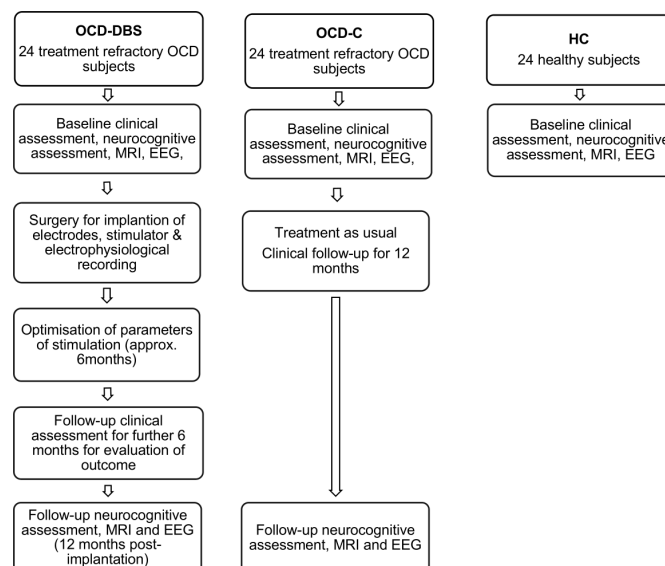 OCD-DBS
24 treatment refractory OCD
subjects
Baseline clinical
assessment, neurocognitive
assessment, MRI, EEG,
Surgery for implantion of
electrodes, stimulator &
electrophysiological
recording
Optimisation of parameters
of stimulation (approx.
6months)
Follow-up clinical
assessment for further 6
months for evaluation of
outcome
Follow-up neurocognitive
assessment, MRI and EEG
(12 months post-
implantation)
OCD-C
24 treatment refractory OCD
subjects
Baseline clinical
assessment, neurocognitive
assessment, MRI, EEG,
Treatment as usual
Clinical follow-up for 12
months
Follow-up neurocognitive
assessment, MRI and EEG
HC
24 healthy subjects
Baseline clinical
assessment, neurocognitive
assessment, MRI, EEG